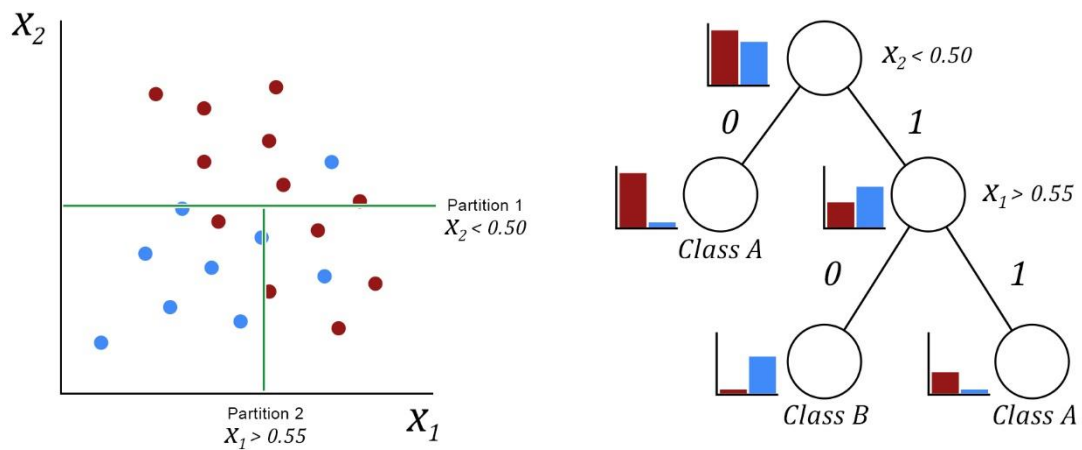 X₂
Partition 1
X₂ < 0.50
Partition 2
X₁ > 0.55
X₁
X₂ < 0.50
0
1
Class A
X₁ > 0.55
0
1
Class B
Class A